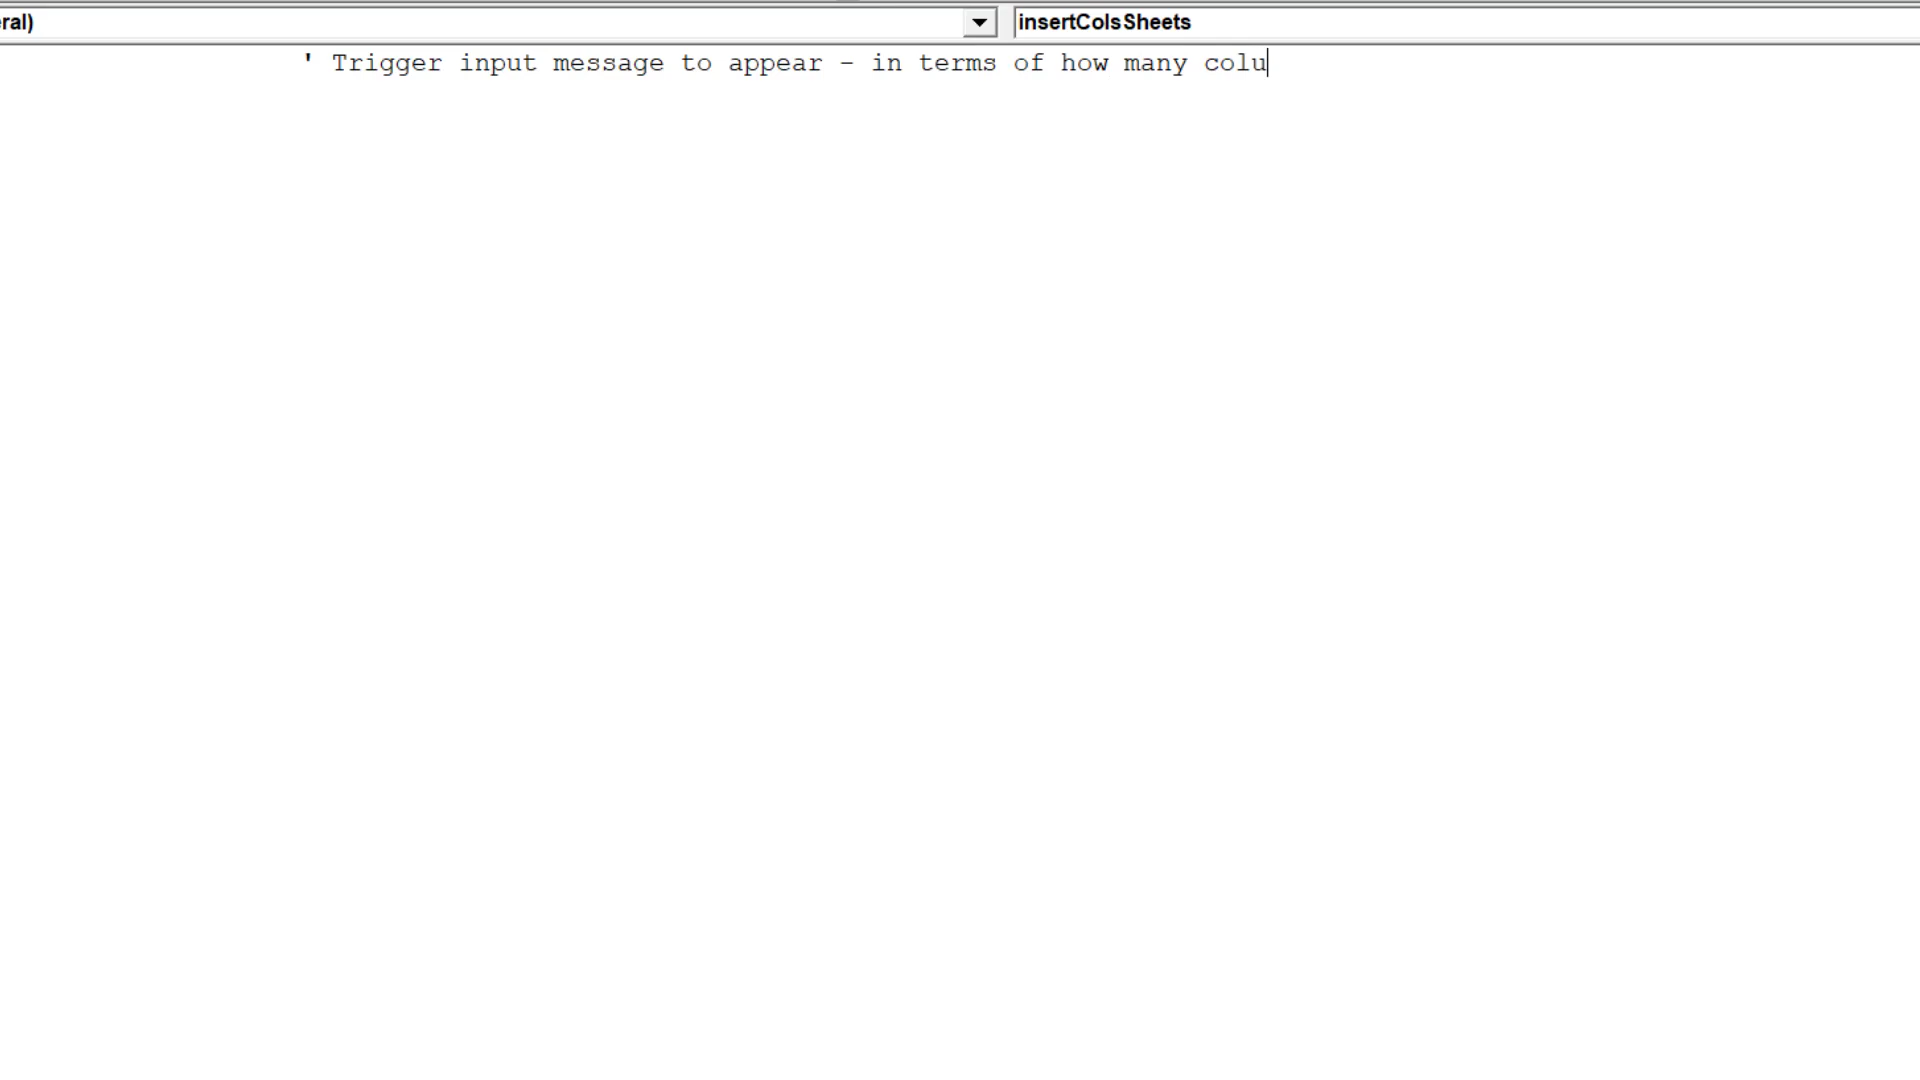 eral)
insertColsSheets
' Trigger input message to appear - in terms of how many colu